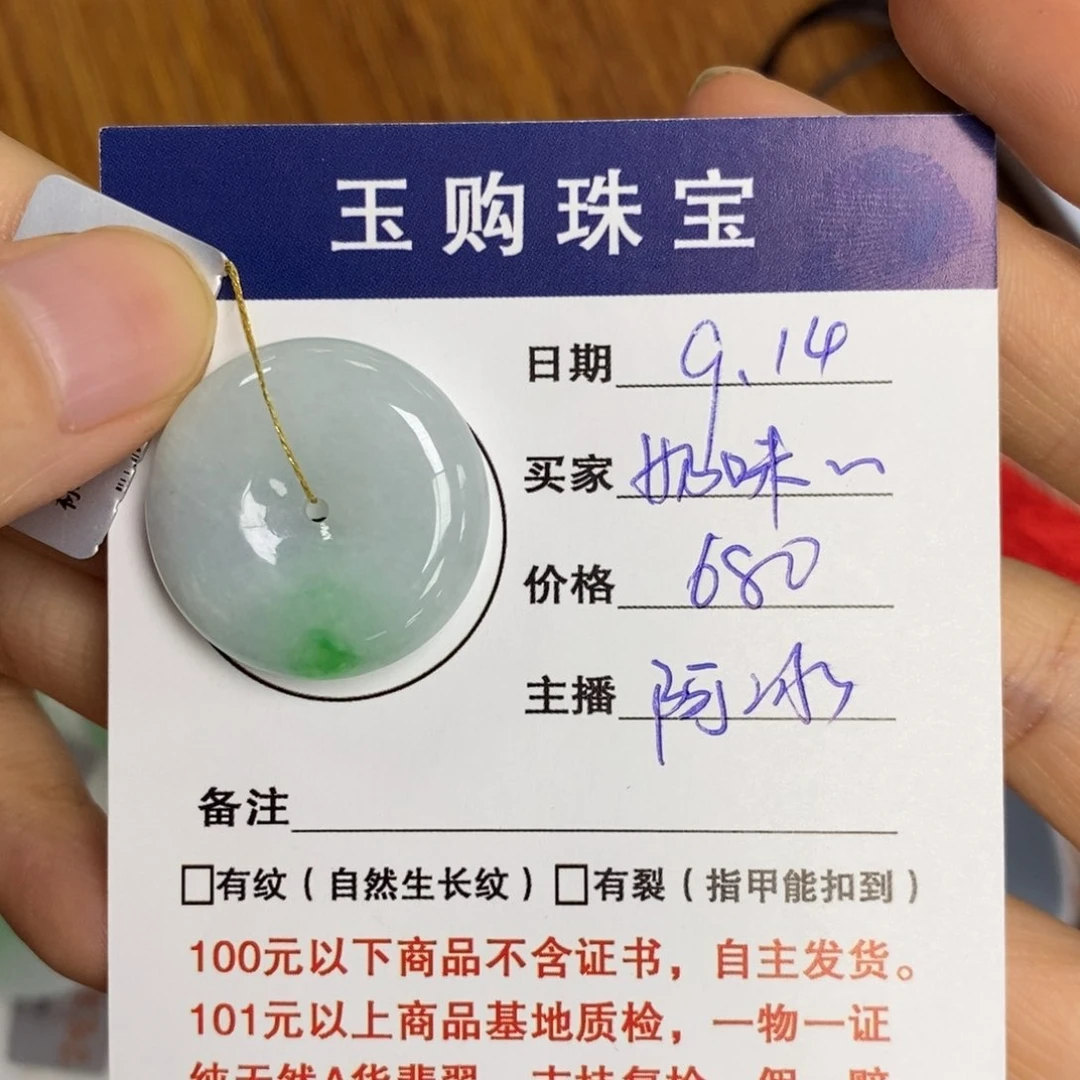 玉购珠宝
日期 9.14
买家 奶味~
价格 680
主播 阿冰
备注
□有纹（自然生长纹）□有裂（指甲能扣到）
100元以下商品不含证书，自主发货。
101元以上商品基地质检，一物一证